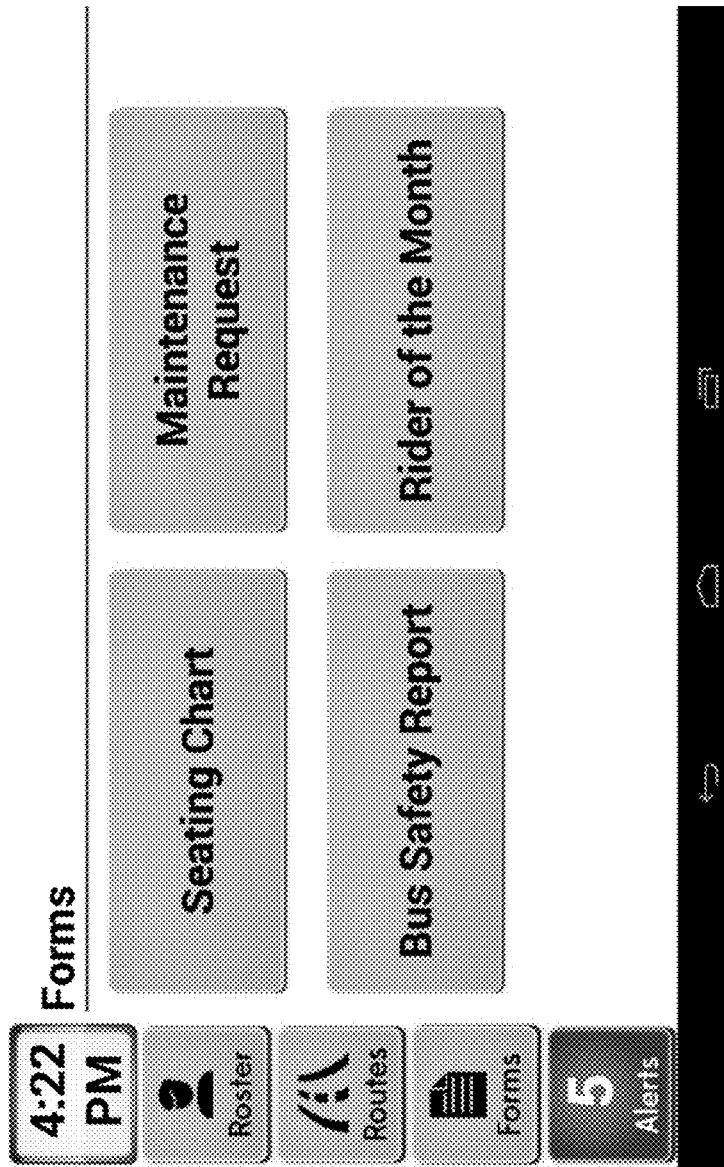 4:22
PM
Forms
Roster
Routes
Forms
5
Alerts
Seating Chart
Maintenance
Request
Bus Safety Report
Rider of the Month